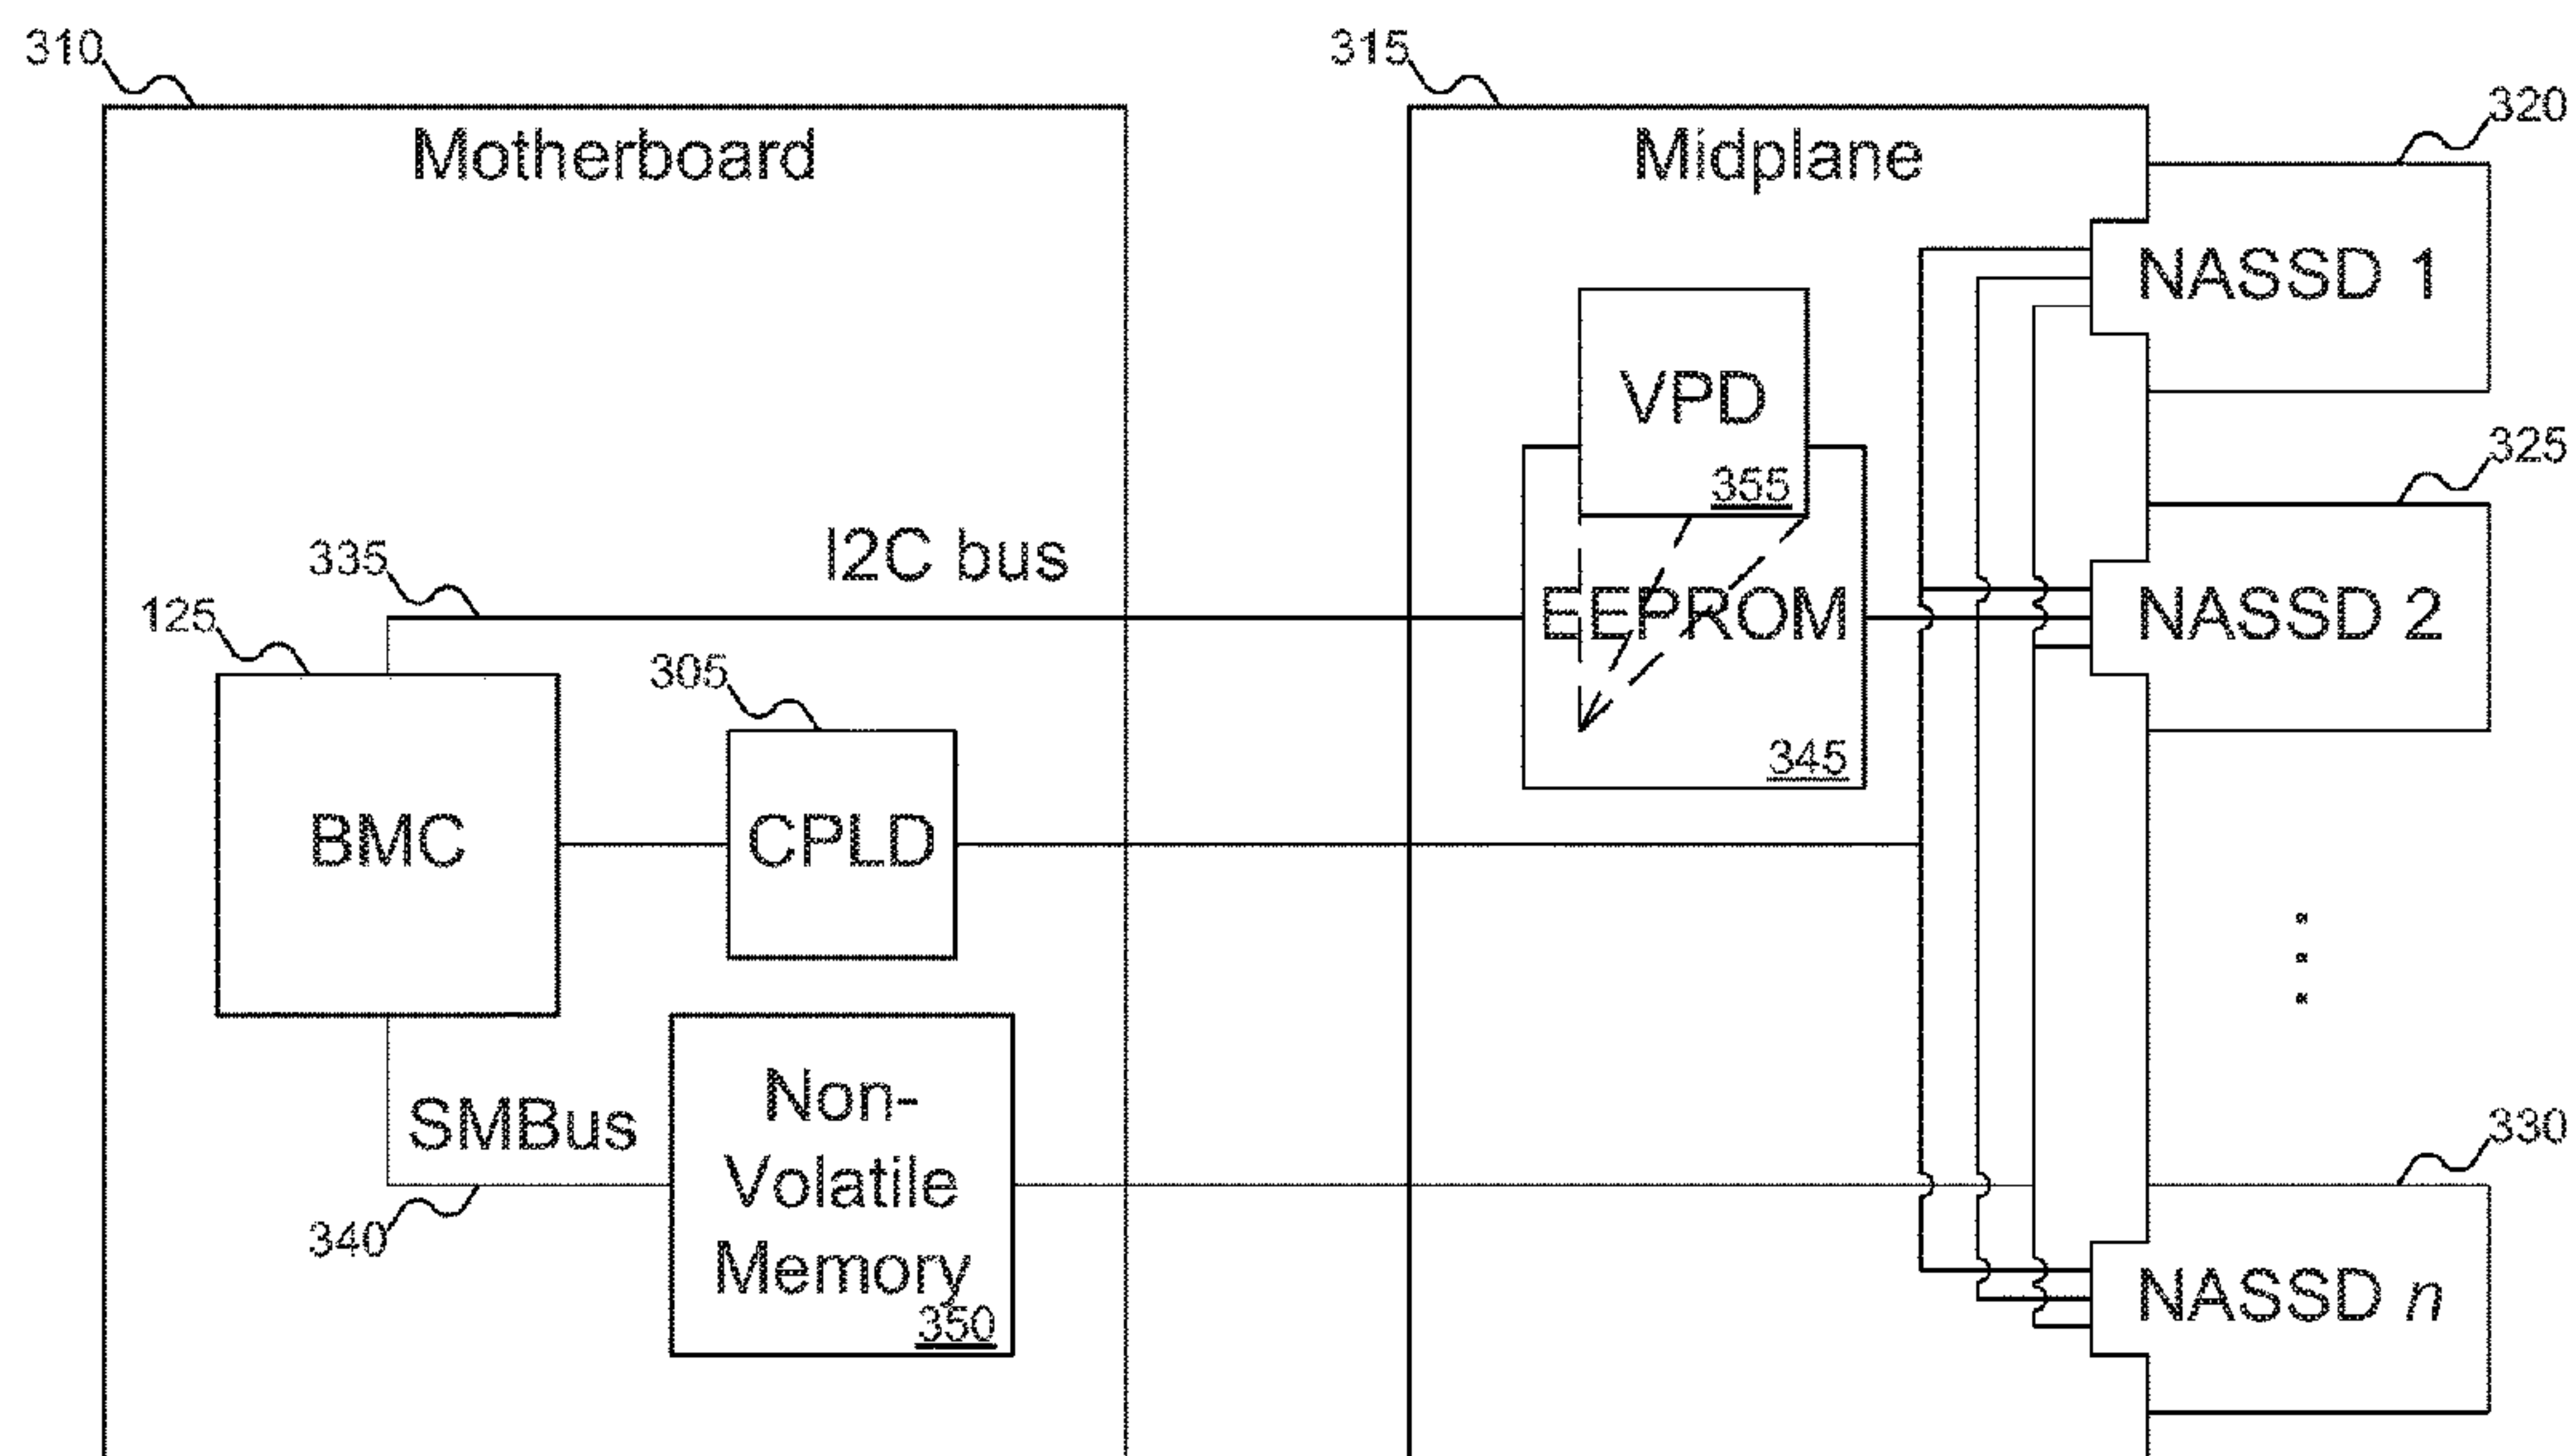 310
315
Motherboard
Midplane
320
NASSD 1
VPD
355
325
I2C bus
335
EEPROM
NASSD 2
125
305
345
BMC
CPLD
SMBus
Non-
Volatile
Memory
350
340
330
NASSD n